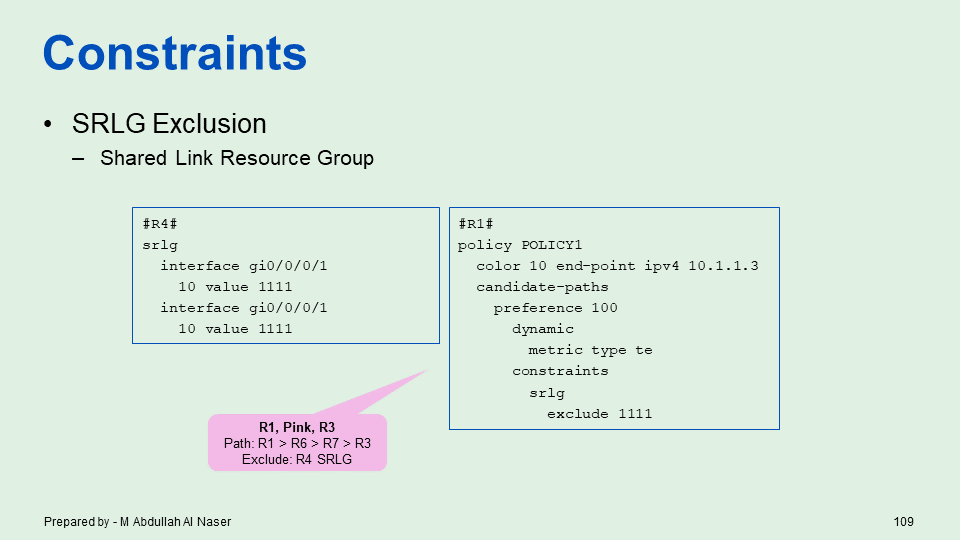 Constraints
• SRLG Exclusion
– Shared Link Resource Group
#R4#
srlg
interface gi0/0/0/1
10 value 1111
interface gi0/0/0/1
10 value 1111
#R1#
policy POLICY1
color 10 end-point ipv4 10.1.1.3
candidate-paths
preference 100
dynamic
metric type te
constraints
srlg
exclude 1111
R1, Pink, R3
Path: R1 > R6 > R7 > R3
Exclude: R4 SRLG
Prepared by - M Abdullah Al Naser
109